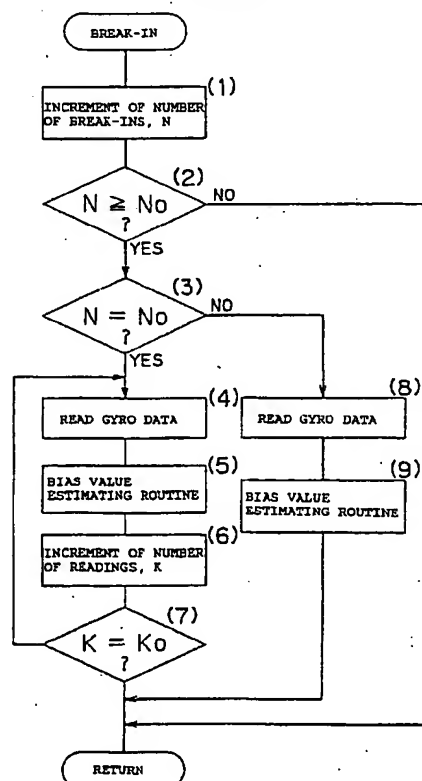 BREAK-IN
(1)
INCREMENT OF NUMBER
OF BREAK-INS, N
(2)
N ≧ No
?
NO
YES
(3)
N = No
?
NO
YES
(4)
READ GYRO DATA
(8)
READ GYRO DATA
(5)
BIAS VALUE
ESTIMATING ROUTINE
(9)
BIAS VALUE
ESTIMATING ROUTINE
(6)
INCREMENT OF NUMBER
OF READINGS, K
(7)
K = Ko
?
RETURN